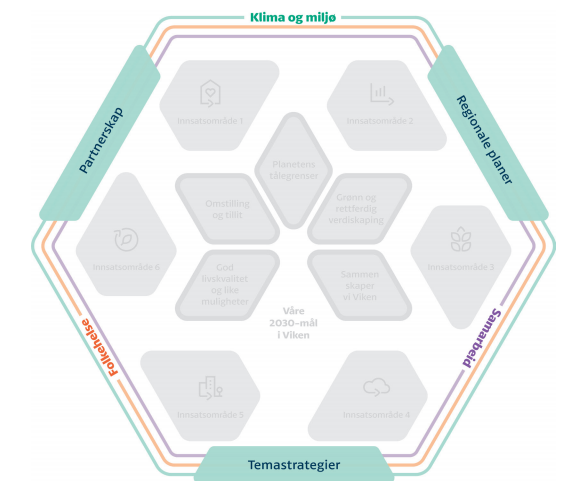 Klima og miljø
Partnerskap
Regionale planer
Innsatsområde 1
Innsatsområde 2
Planetens
tålegrenser
Omstilling
og tillit
Grønn og
rettferdig
verdiskaping
Innsatsområde 6
Innsatsområde 3
God
livskvalitet
og like
muligheter
Sammen
skaper
vi Viken
Våre
2030–mål
i Viken
Folkehelse
Samarbeid
Innsatsområde 5
Innsatsområde 4
Temastrategier